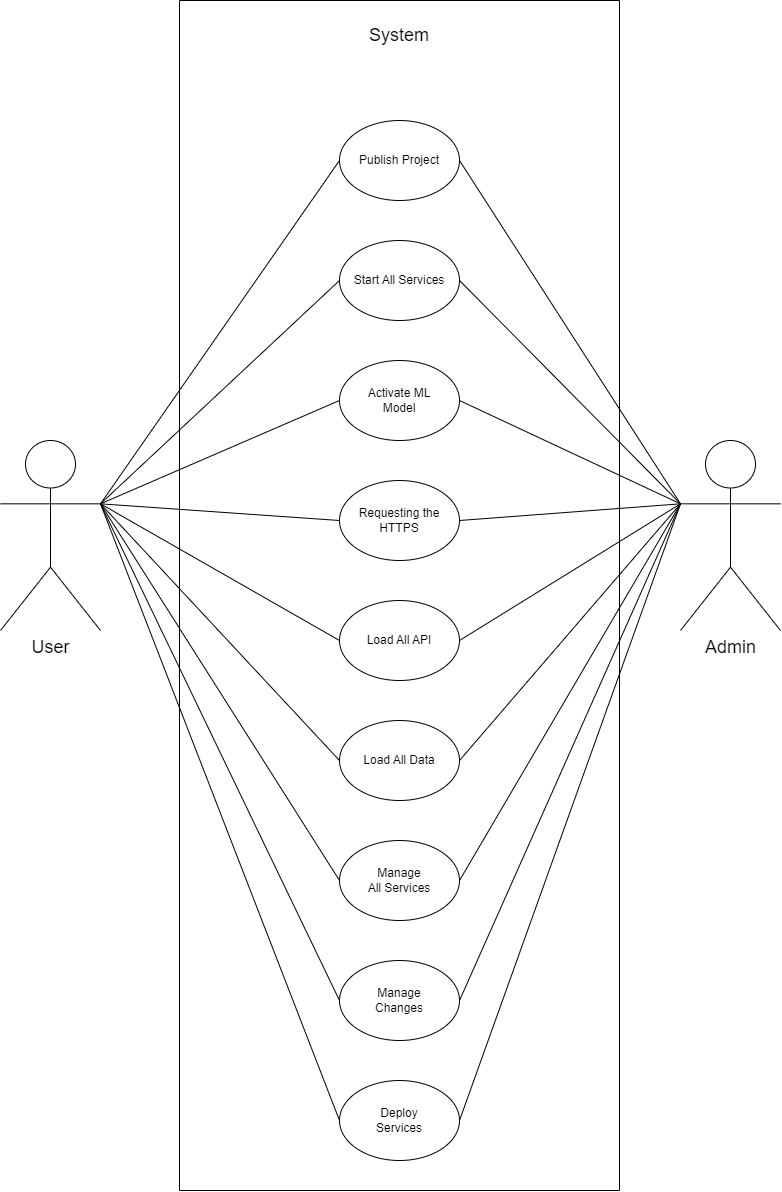 System
Publish Project
Start All Services
Activate ML
Model
Requesting the
HTTPS
User
Admin
Load All API
Load All Data
Manage
All Services
Manage
Changes
Deploy
Services